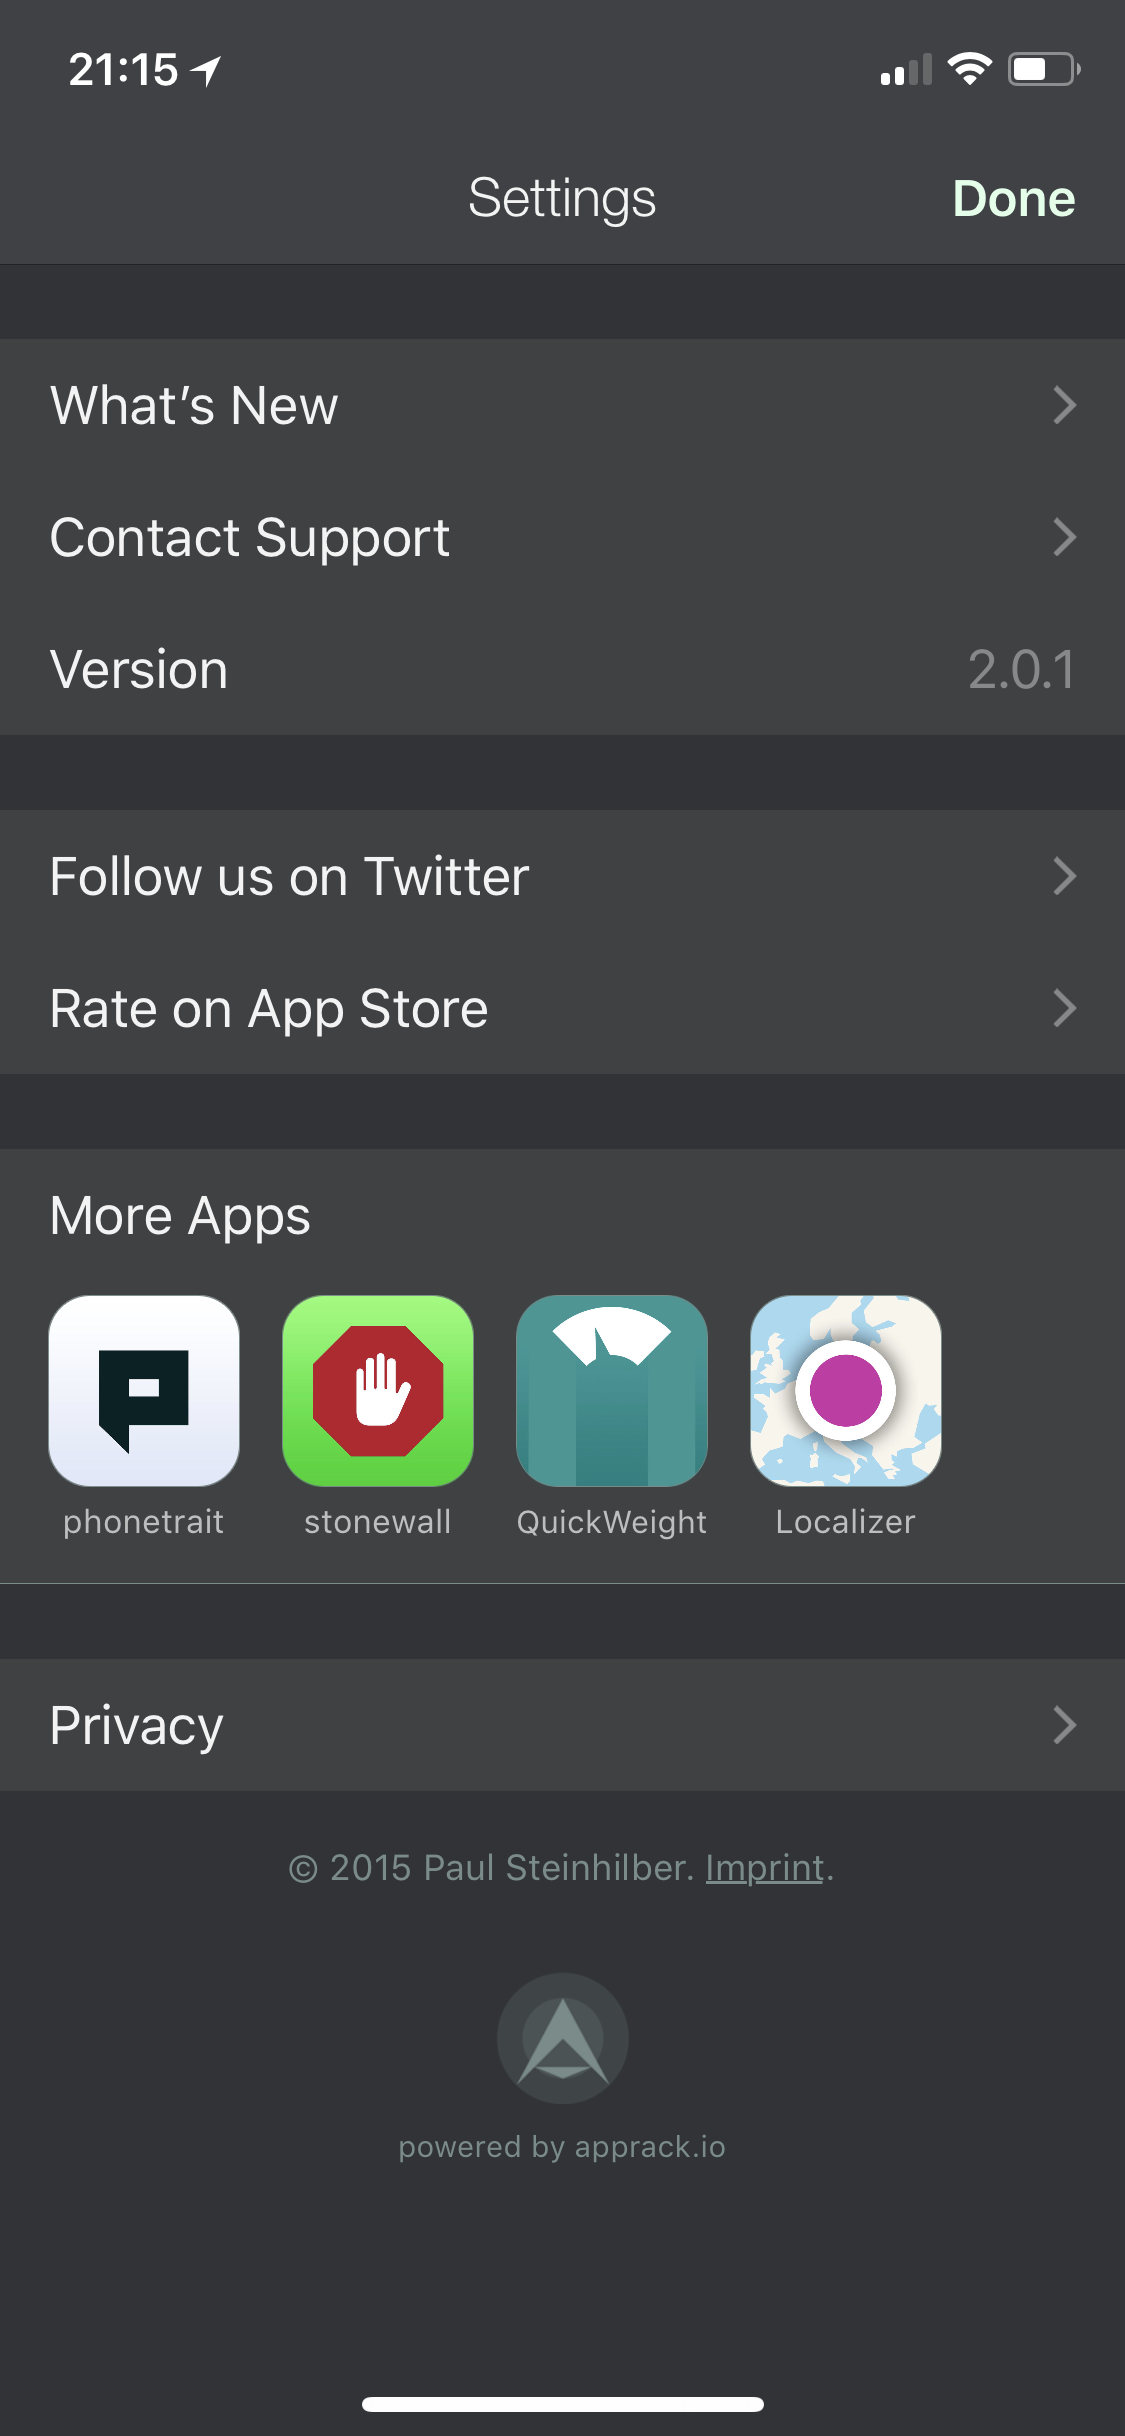 21:15
Settings
Done
What’s New
Contact Support
Version
2.0.1
Follow us on Twitter
Rate on App Store
More Apps
phonetrait
stonewall
QuickWeight
Localizer
Privacy
© 2015 Paul Steinhilber. Imprint.
powered by apprack.io